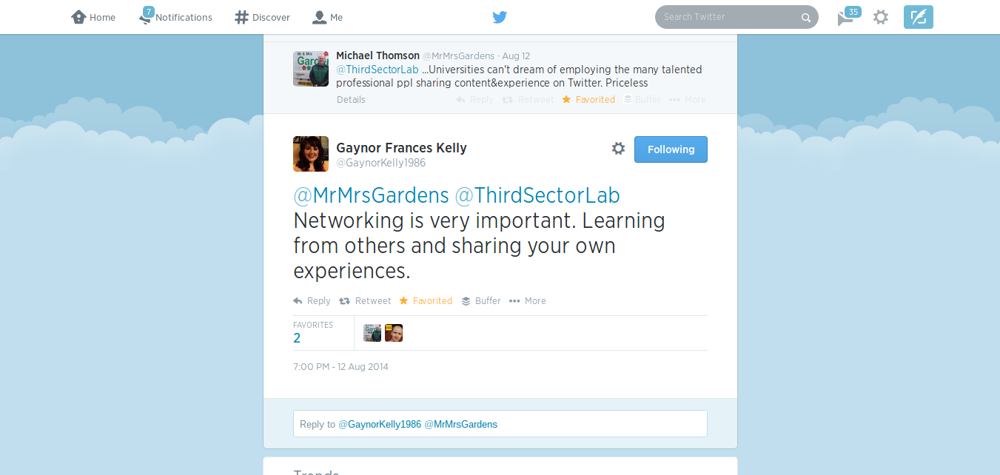 Home
7
Notifications
Discover
Me
Search Twitter
35
Michael Thomson @MrMrsGardens · Aug 12
@ThirdSectorLab ...Universities can't dream of employing the many talented
professional ppl sharing content&experience on Twitter. Priceless
Details
Reply
Retweet
Favorited
Buffer
More
Gaynor Frances Kelly
@GaynorKelly1986
Following
@MrMrsGardens @ThirdSectorLab
Networking is very important. Learning
from others and sharing your own
experiences.
Reply
Retweet
Favorited
Buffer
More
FAVORITES
2
7:00 PM - 12 Aug 2014
Reply to @GaynorKelly1986 @MrMrsGardens
Trends